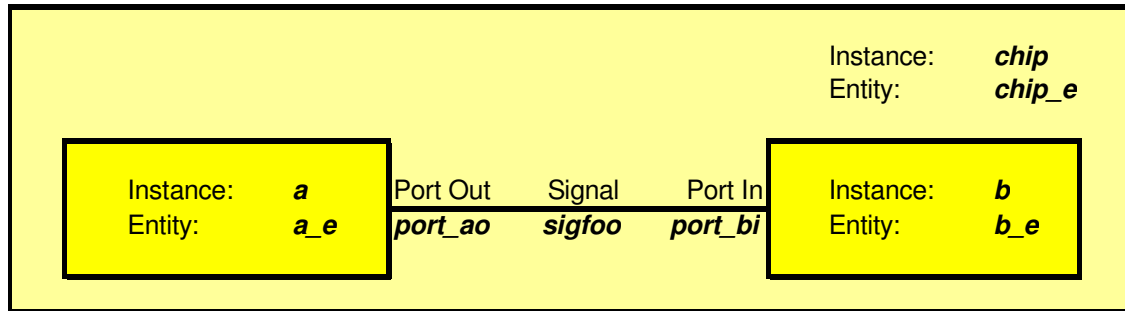 Instance: chip
Entity: chip_e
Instance: a Port Out Signal Port In Instance: b
Entity: a_e port_ao sigfoo port_bi Entity: b_e